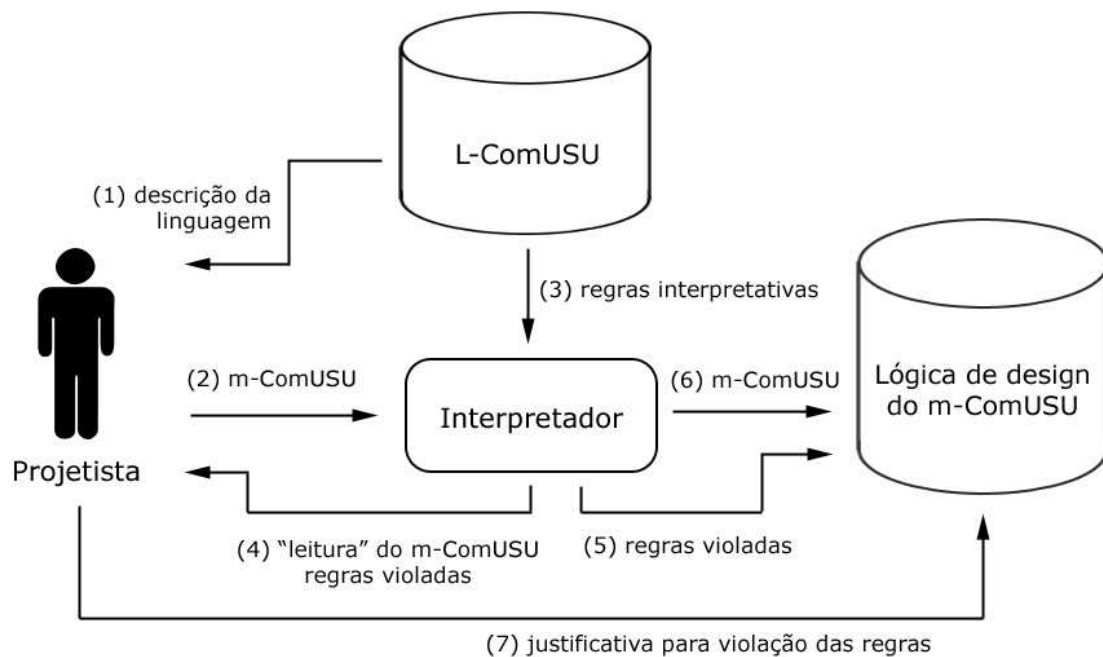 L-ComUSU
(1) descrição da
linguagem
(3) regras interpretativas
(2) m-ComUSU
Interpretador
(6) m-ComUSU
Lógica de design
do m-ComUSU
Projetista
(4) “leitura” do m-ComUSU
regras violadas
(5) regras violadas
(7) justificativa para violação das regras